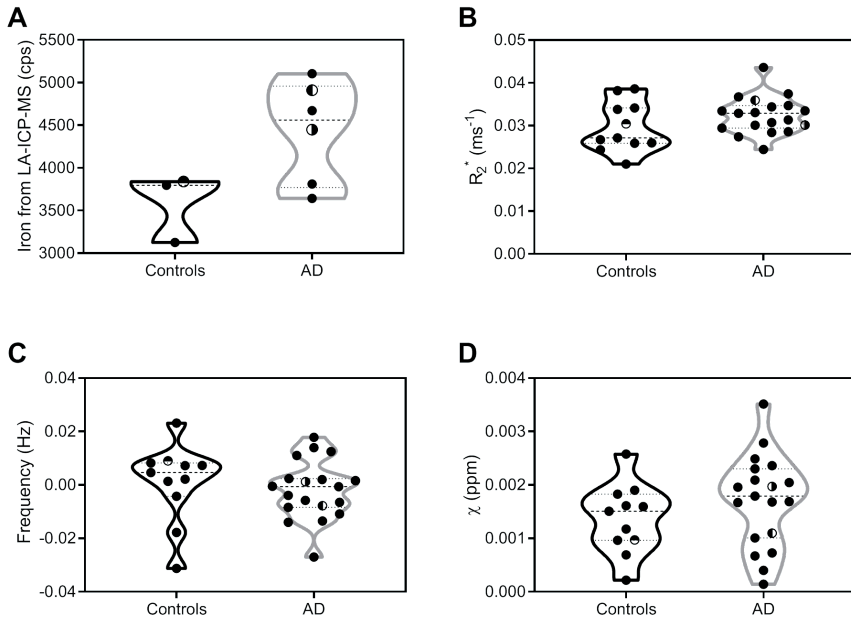 A
Iron from LA-ICP-MS (cps)
5500
5000
4500
4000
3500
3000
Controls
AD
B
R2* (ms-1)
0.05
0.04
0.03
0.02
0.01
0.00
Controls
AD
C
Frequency (Hz)
0.04
0.02
0.00
-0.02
-0.04
Controls
AD
D
χ (ppm)
0.004
0.003
0.002
0.001
0.000
Controls
AD